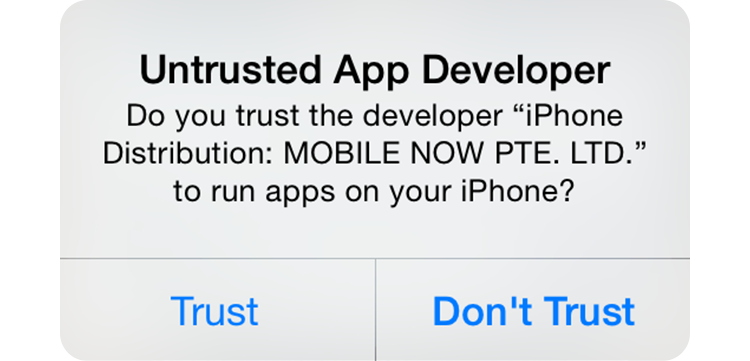 Untrusted App Developer
Do you trust the developer “iPhone
Distribution: MOBILE NOW PTE. LTD.”
to run apps on your iPhone?
Trust
Don't Trust